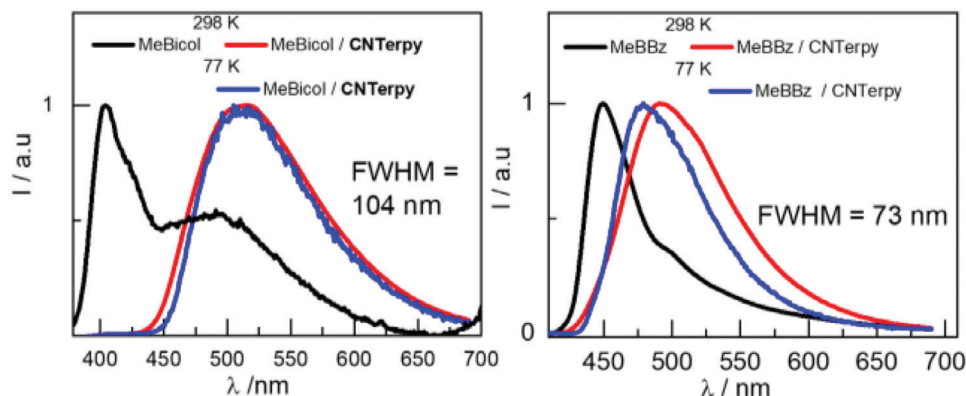 298 K
MeBicol MeBicol / CNTerpy
77 K
MeBicol / CNTerpy
1
I / a.u
FWHM =
104 nm
400 450 500 550 600 650 700
λ /nm
298 K
MeBBz MeBBz / CNTerpy
77 K
MeBBz / CNTerpy
1
I / a.u
FWHM = 73 nm
0
450 500 550 600 650 700
λ / nm